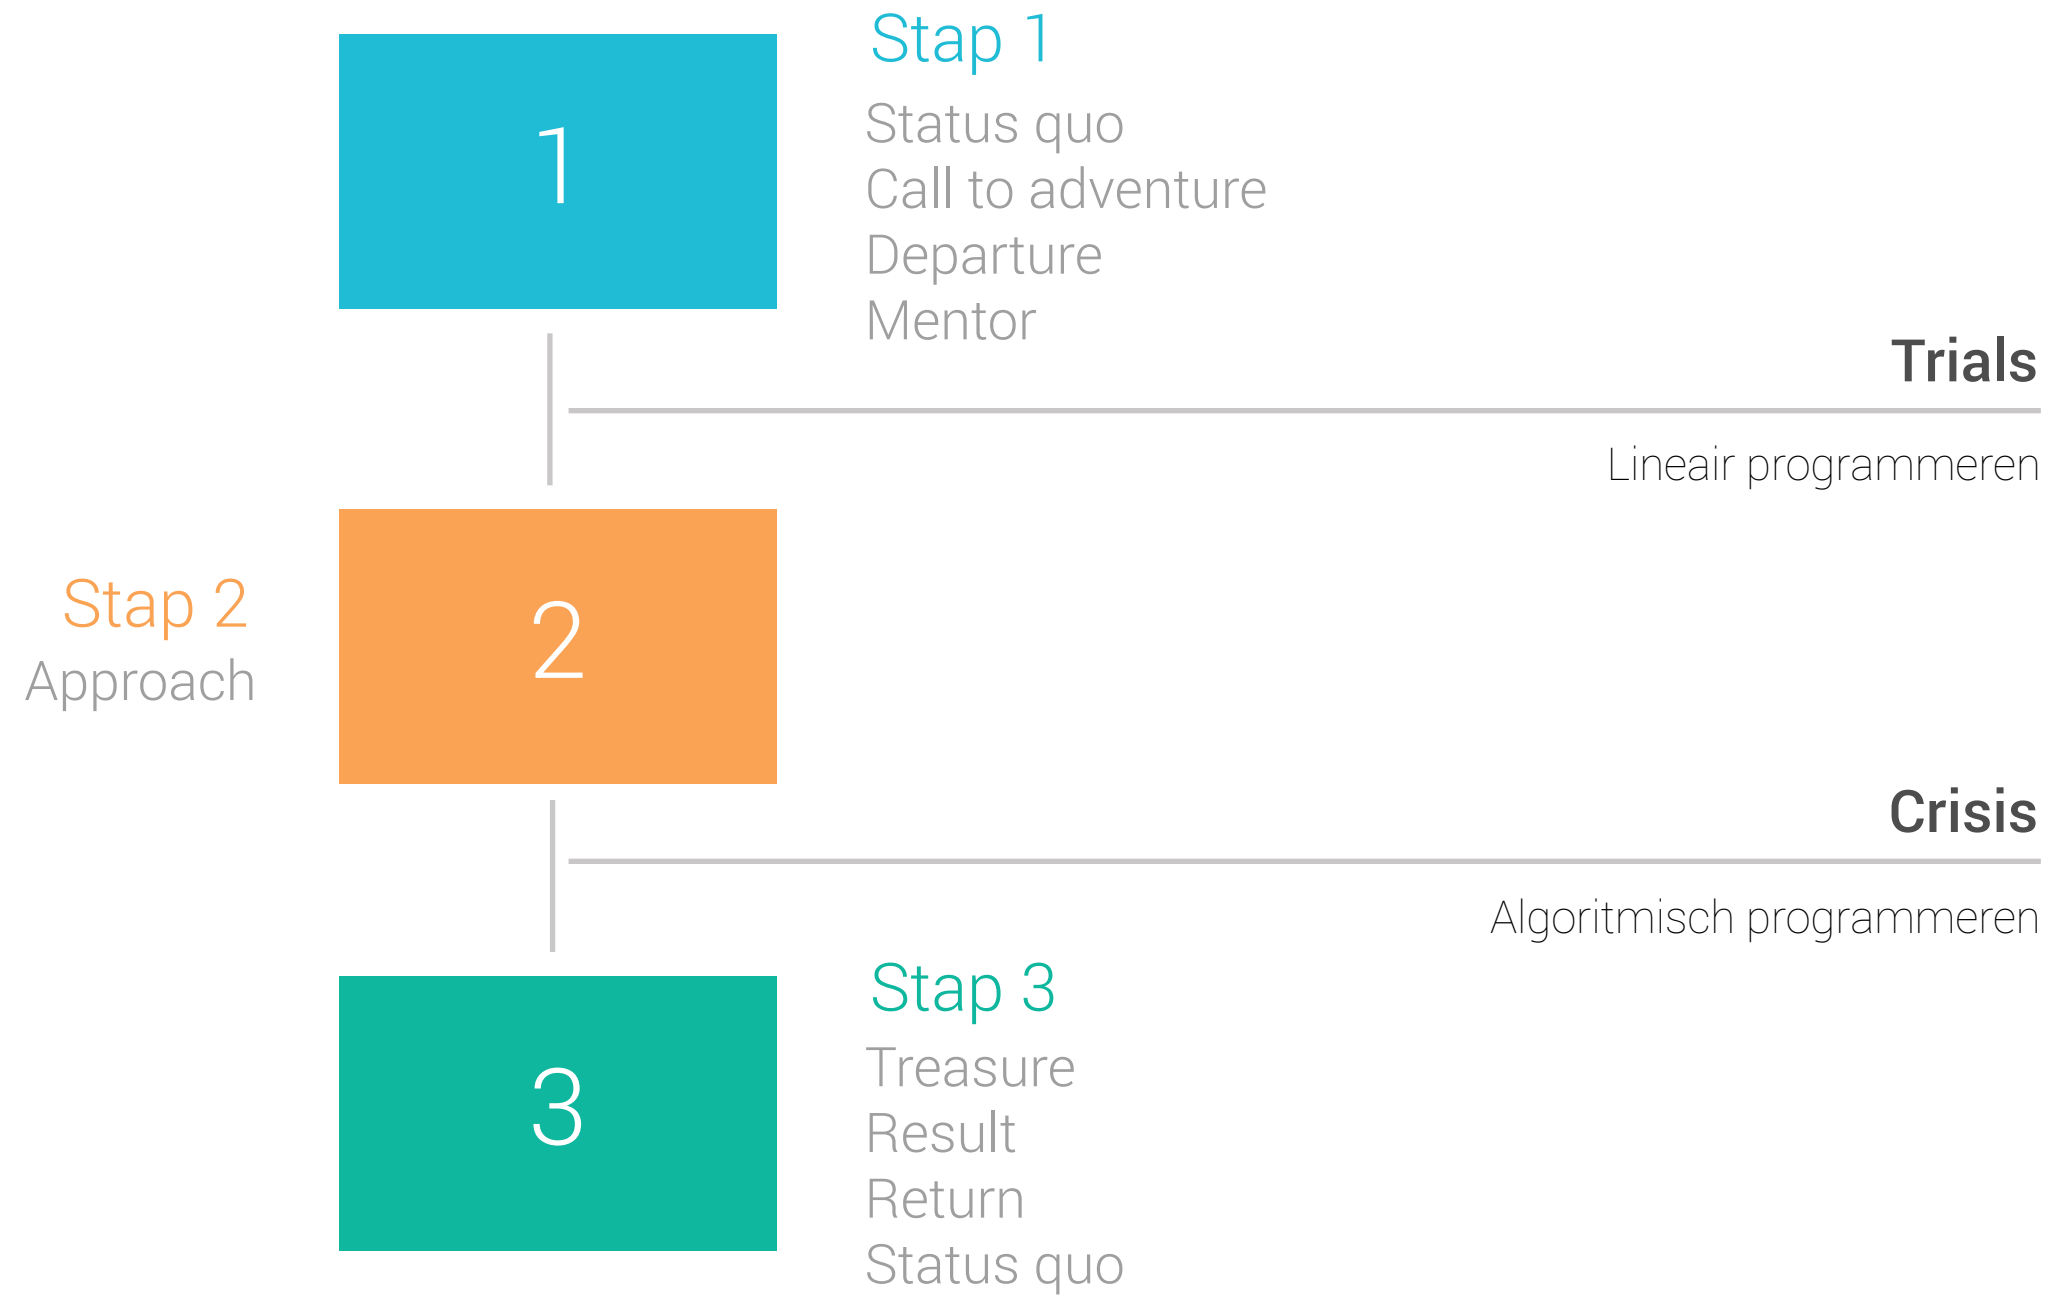 Stap 1
1
Status quo
Call to adventure
Departure
Mentor
Trials
Lineair programmeren
Stap 2
Approach
2
Crisis
Algoritmisch programmeren
Stap 3
3
Treasure
Result
Return
Status quo